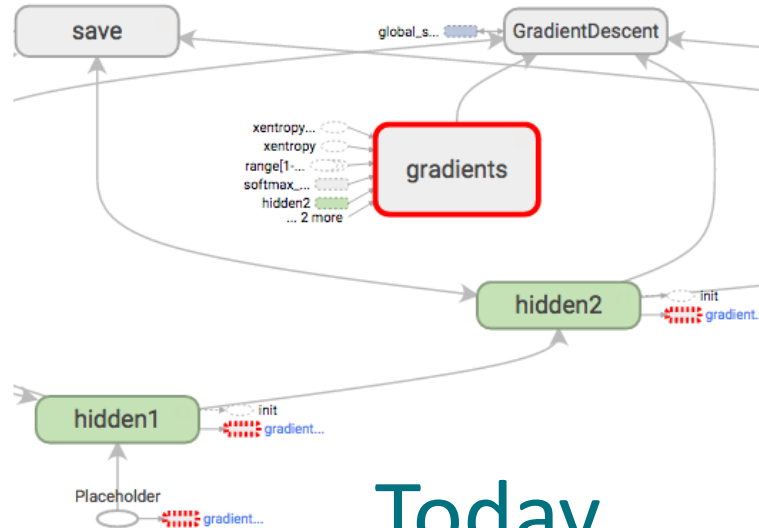 save
global_s...
GradientDescent
xentropy...
xentropy
range[1-...
softmax_...
hidden2
... 2 more
gradients
hidden2
init
gradient...
hidden1
init
gradient...
Placeholder
gradient...
Today